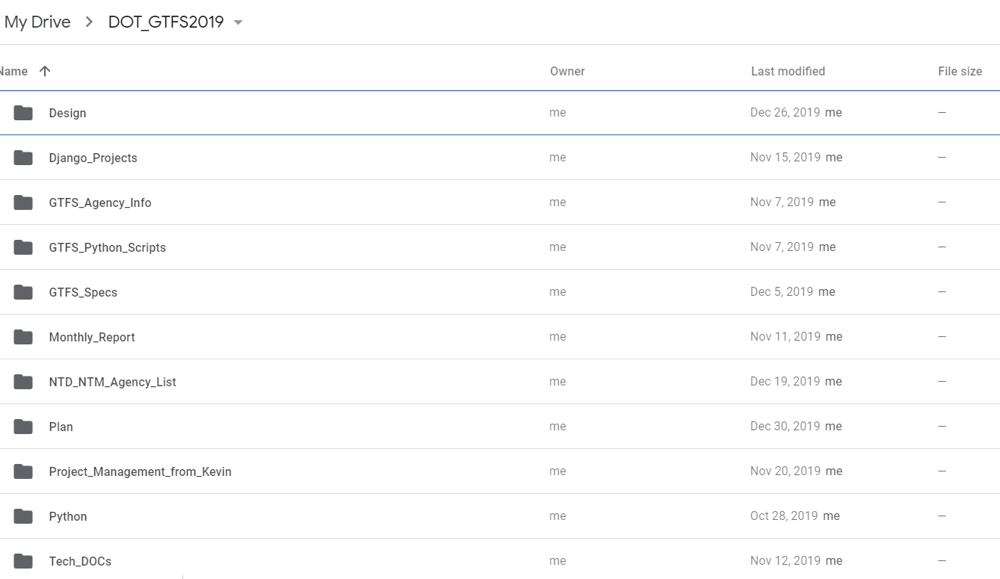 My Drive > DOT_GTFS2019
Name Owner Last modified File size
Design me Dec 26, 2019 me —
Django_Projects me Nov 15, 2019 me —
GTFS_Agency_Info me Nov 7, 2019 me —
GTFS_Python_Scripts me Nov 7, 2019 me —
GTFS_Specs me Dec 5, 2019 me —
Monthly_Report me Nov 11, 2019 me —
NTD_NTM_Agency_List me Dec 19, 2019 me —
Plan me Dec 30, 2019 me —
Project_Management_from_Kevin me Nov 20, 2019 me —
Python me Oct 28, 2019 me —
Tech_DOCs me Nov 12, 2019 me —